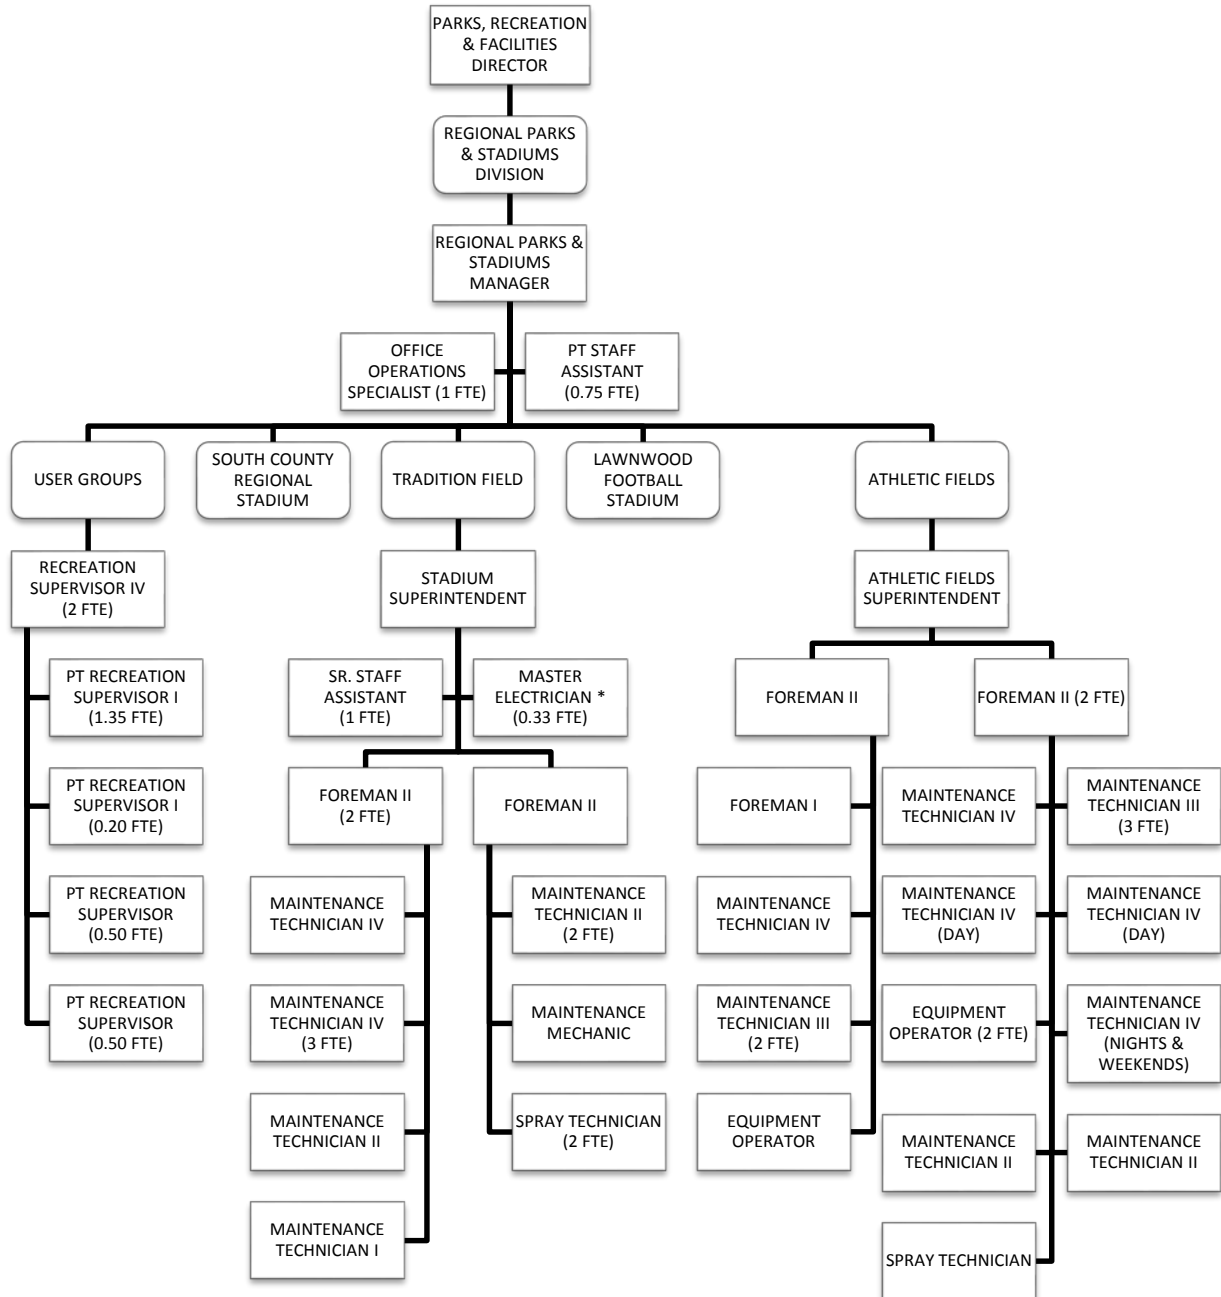 PARKS, RECREATION
& FACILITIES
DIRECTOR
REGIONAL PARKS
& STADIUMS
DIVISION
REGIONAL PARKS &
STADIUMS
MANAGER
OFFICE
OPERATIONS
SPECIALIST (1 FTE)
PT STAFF
ASSISTANT
(0.75 FTE)
USER GROUPS
SOUTH COUNTY
REGIONAL
STADIUM
TRADITION FIELD
LAWNWOOD
FOOTBALL
STADIUM
ATHLETIC FIELDS
RECREATION
SUPERVISOR IV
(2 FTE)
PT RECREATION
SUPERVISOR I
(1.35 FTE)
PT RECREATION
SUPERVISOR I
(0.20 FTE)
PT RECREATION
SUPERVISOR
(0.50 FTE)
PT RECREATION
SUPERVISOR
(0.50 FTE)
STADIUM
SUPERINTENDENT
SR. STAFF
ASSISTANT
(1 FTE)
MASTER
ELECTRICIAN *
(0.33 FTE)
FOREMAN II
(2 FTE)
MAINTENANCE
TECHNICIAN IV
MAINTENANCE
TECHNICIAN IV
(3 FTE)
MAINTENANCE
TECHNICIAN II
MAINTENANCE
TECHNICIAN I
FOREMAN II
MAINTENANCE
TECHNICIAN II
(2 FTE)
MAINTENANCE
MECHANIC
SPRAY TECHNICIAN
(2 FTE)
ATHLETIC FIELDS
SUPERINTENDENT
FOREMAN II
FOREMAN I
MAINTENANCE
TECHNICIAN IV
MAINTENANCE
TECHNICIAN III
(2 FTE)
EQUIPMENT
OPERATOR
FOREMAN II (2 FTE)
MAINTENANCE
TECHNICIAN IV
MAINTENANCE
TECHNICIAN III
(3 FTE)
MAINTENANCE
TECHNICIAN IV
(DAY)
MAINTENANCE
TECHNICIAN IV
(DAY)
EQUIPMENT
OPERATOR (2 FTE)
MAINTENANCE
TECHNICIAN IV
(NIGHTS &
WEEKENDS)
MAINTENANCE
TECHNICIAN II
MAINTENANCE
TECHNICIAN II
SPRAY TECHNICIAN